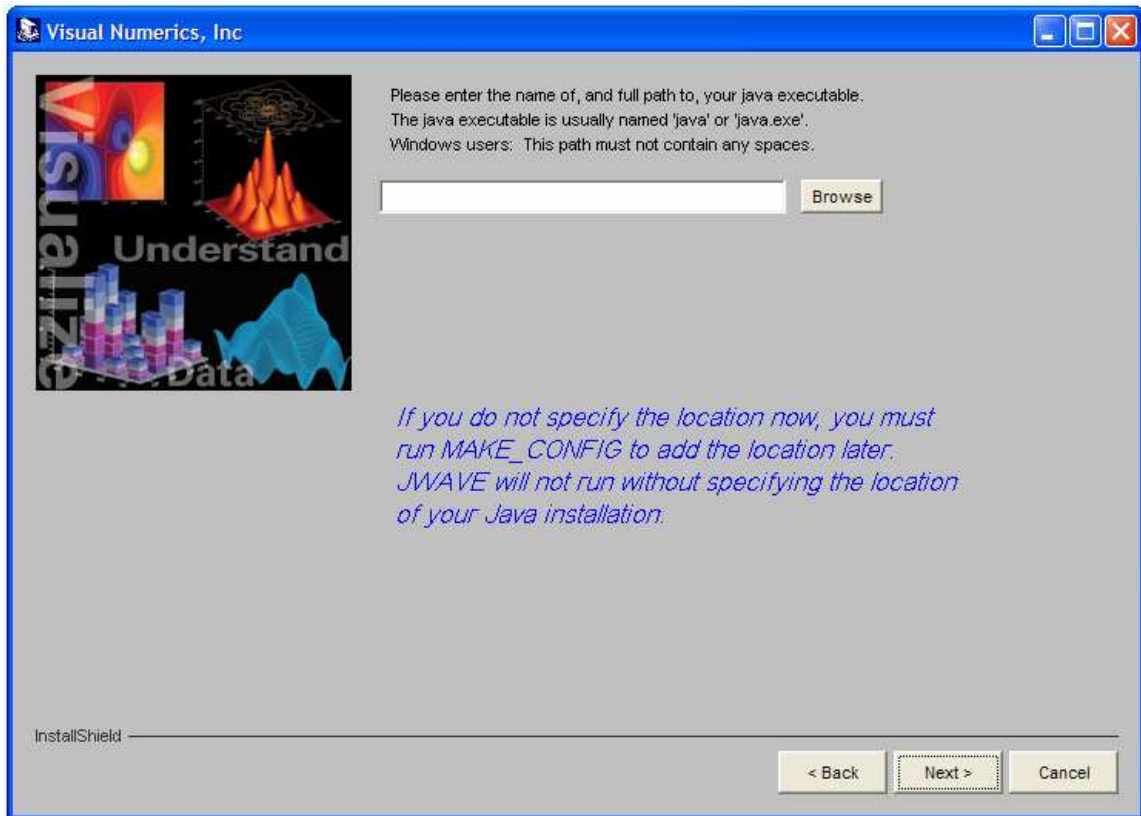 Visual Numerics, Inc
Visualize
Understand
Data
Please enter the name of, and full path to, your java executable.
The java executable is usually named 'java' or 'java.exe'.
Windows users: This path must not contain any spaces.
Browse
If you do not specify the location now, you must
run MAKE_CONFIG to add the location later.
JWAVE will not run without specifying the location
of your Java installation.
InstallShield
< Back
Next >
Cancel